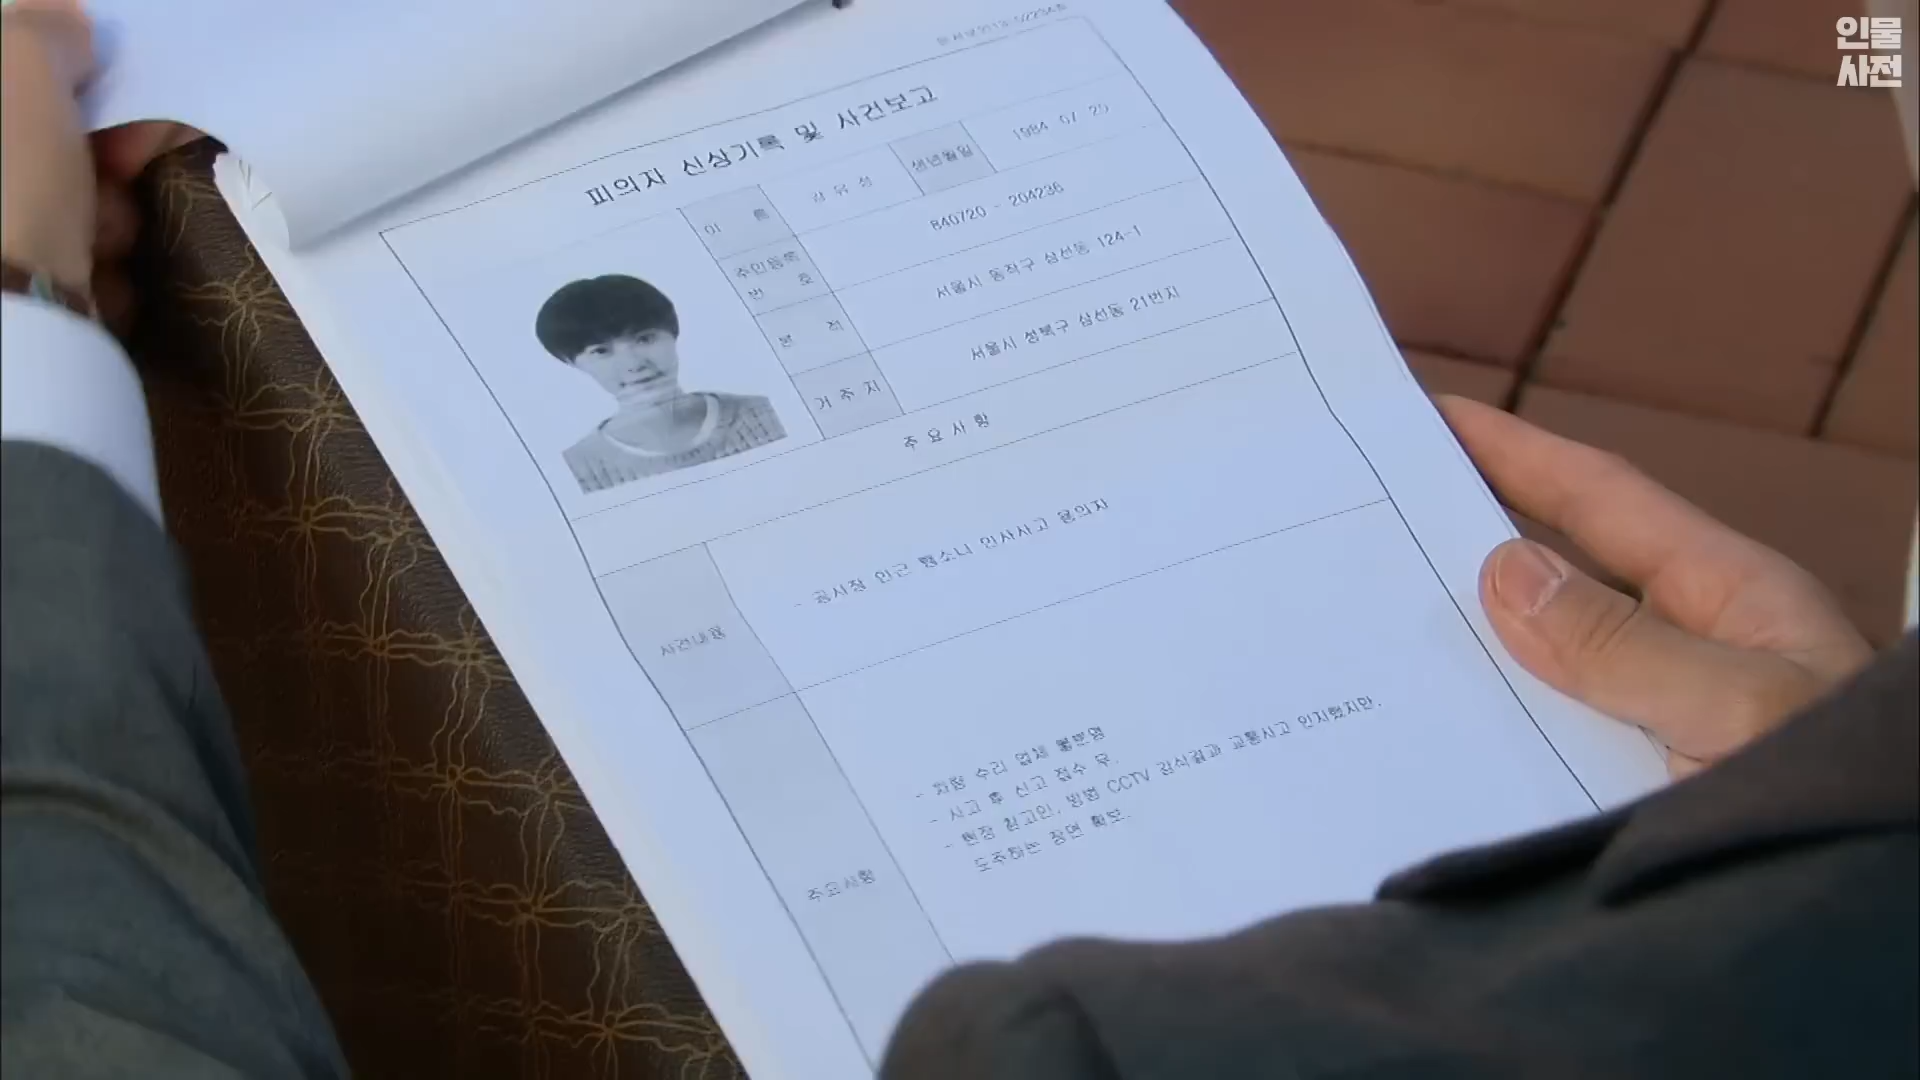 인물
사전
피의자 신상기록 및 사건보고
이 름
강 유 정
생년월일
1984 07 20
주민등록
번 호
840720 - 204236
본 적
서울시 동작구 삼선동 124-1
거 주 지
서울시 성북구 삼선동 21번지
주 요 사 항
사건내용
- 공사장 인근 뺑소니 인사사고 용의자
주요사항
- 차량 수리 업체 불분명
- 사고 후 신고 접수 무.
- 현장 참고인, 방범 CCTV 감식결과 교통사고 인지했지만,
도주하는 장면 확보.